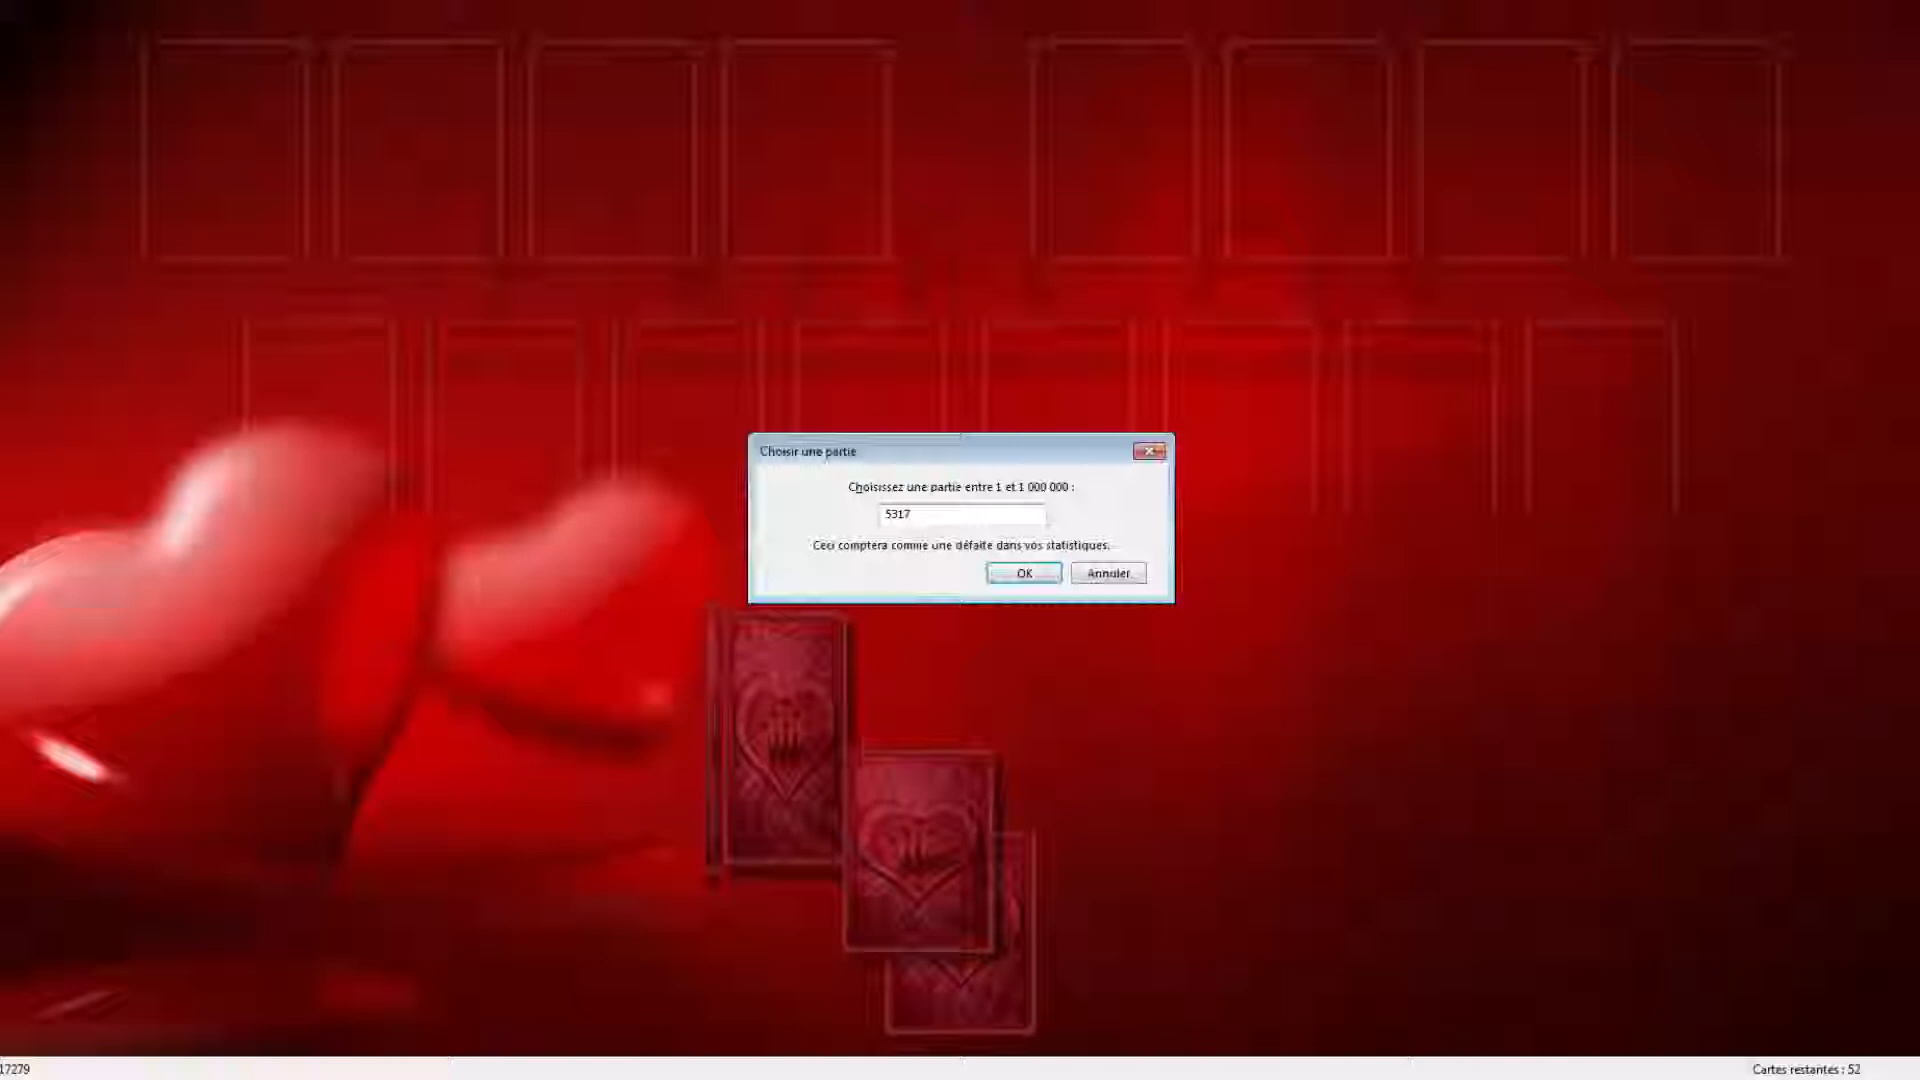 Choisir une partie
Choisissez une partie entre 1 et 1 000 000 :
5317
Ceci comptera comme une défaite dans vos statistiques.
OK
Annuler
17279
Cartes restantes : 52